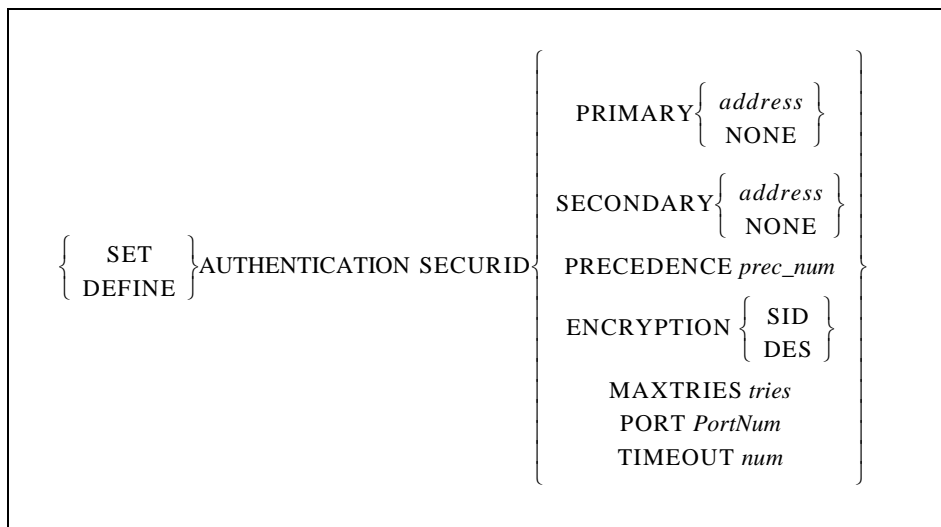 PRIMARY { address
NONE }
SECONDARY { address
NONE }
{ SET
DEFINE } AUTHENTICATION SECURID
PRECEDENCE prec_num
ENCRYPTION { SID
DES }
MAXTRIES tries
PORT PortNum
TIMEOUT num